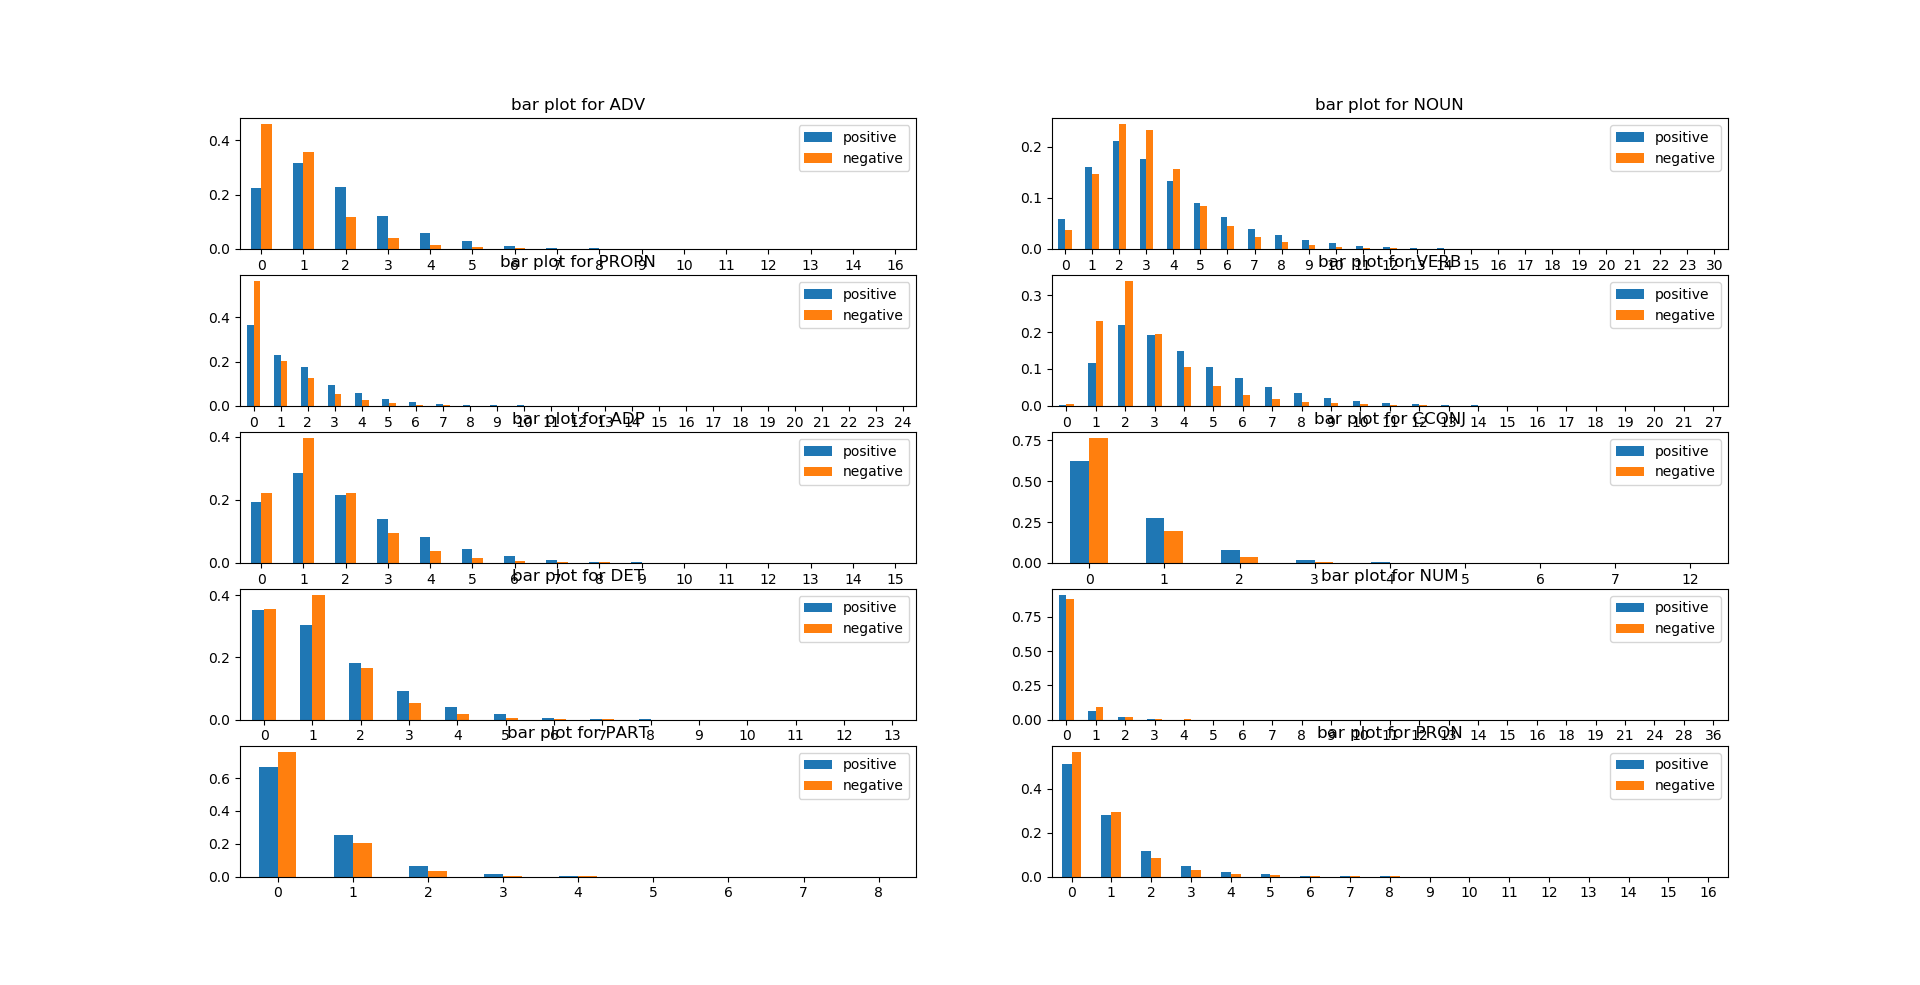 bar plot for ADV
0.4
0.2
0.0
positive
negative
0 1 2 3 4 5 6 7 8 9 10 11 12 13 14 16
bar plot for NOUN
0.2
0.1
0.0
positive
negative
0 1 2 3 4 5 6 7 8 9 10 11 12 13 14 15 16 17 18 19 20 21 22 23 30
bar plot for PROPN
0.4
0.2
0.0
positive
negative
0 1 2 3 4 5 6 7 8 9 10 11 12 13 14 15 16 17 18 19 20 21 22 23 24
bar plot for VERB
0.3
0.2
0.1
0.0
positive
negative
0 1 2 3 4 5 6 7 8 9 10 11 12 13 14 15 16 17 18 19 20 21 27
bar plot for ADP
0.4
0.2
0.0
positive
negative
0 1 2 3 4 5 6 7 8 9 10 11 12 13 14 15
bar plot for CCONJ
0.75
0.50
0.25
0.00
positive
negative
0 1 2 3 4 5 6 7 12
bar plot for DET
0.4
0.2
0.0
positive
negative
0 1 2 3 4 5 6 7 8 9 10 11 12 13
bar plot for NUM
0.75
0.50
0.25
0.00
positive
negative
0 1 2 3 4 5 6 7 8 9 10 11 12 13 14 15 16 18 19 21 24 28 36
bar plot for PART
0.6
0.4
0.2
0.0
positive
negative
0 1 2 3 4 5 6 7 8
bar plot for PRON
0.4
0.2
0.0
positive
negative
0 1 2 3 4 5 6 7 8 9 10 11 12 13 14 15 16